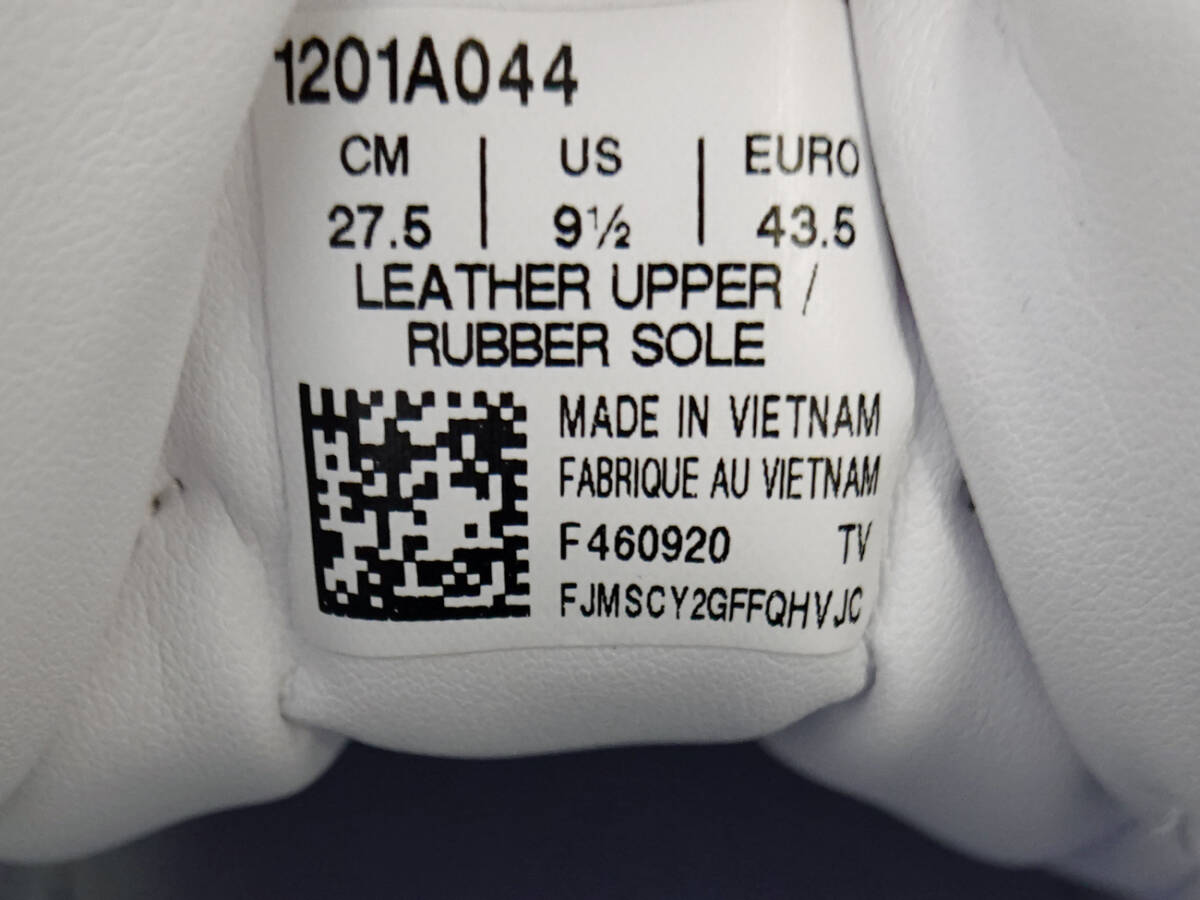 1201A044
CM | US | EURO
27.5 | 9½ | 43.5
LEATHER UPPER /
RUBBER SOLE
MADE IN VIETNAM
FABRIQUE AU VIETNAM
F460920 TV
FJMSCY2GFFQHVJC